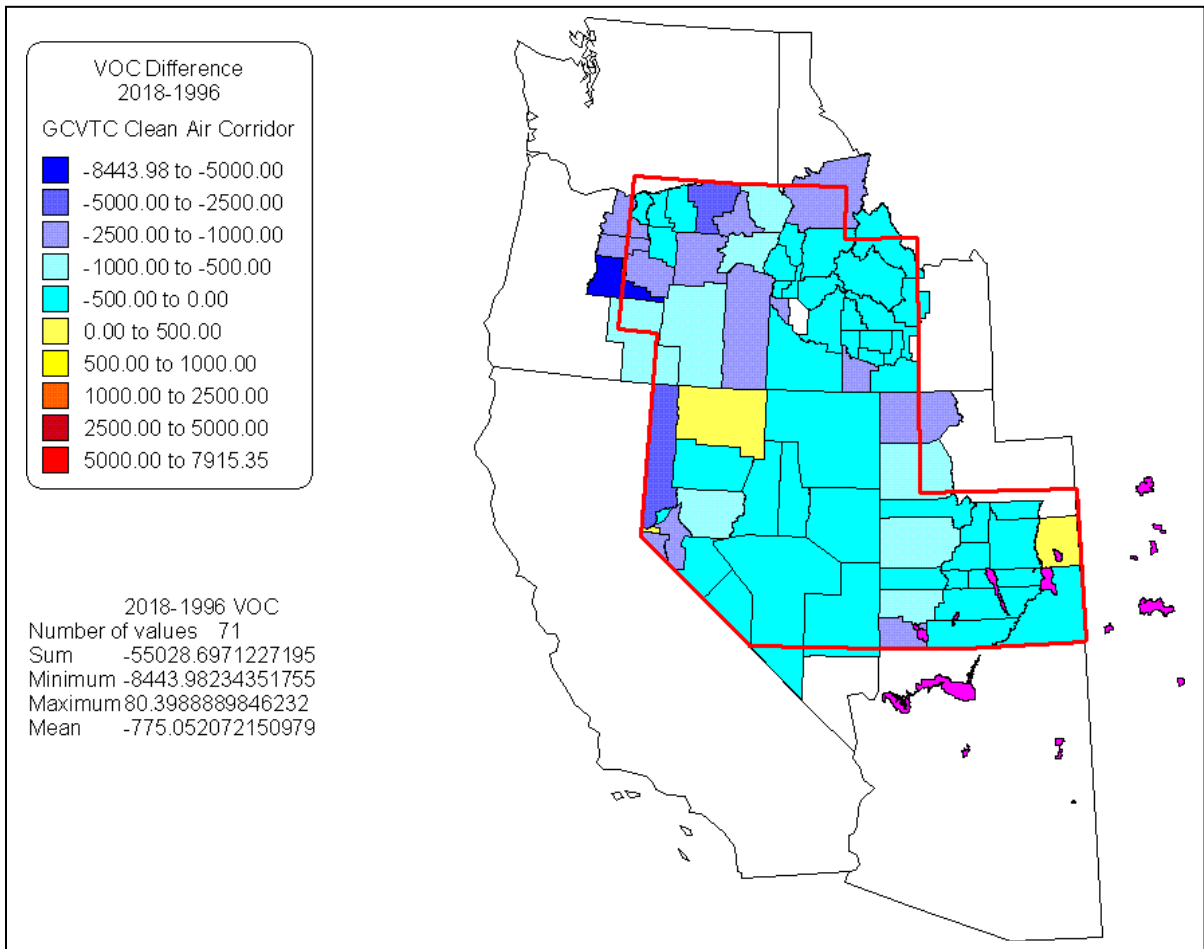 VOC Difference
2018-1996
GCVTC Clean Air Corridor
-8443.98 to -5000.00
-5000.00 to -2500.00
-2500.00 to -1000.00
-1000.00 to -500.00
-500.00 to 0.00
0.00 to 500.00
500.00 to 1000.00
1000.00 to 2500.00
2500.00 to 5000.00
5000.00 to 7915.35
2018-1996 VOC
Number of values 71
Sum -55028.6971227195
Minimum -8443.98234351755
Maximum 80.3988889846232
Mean -775.052072150979